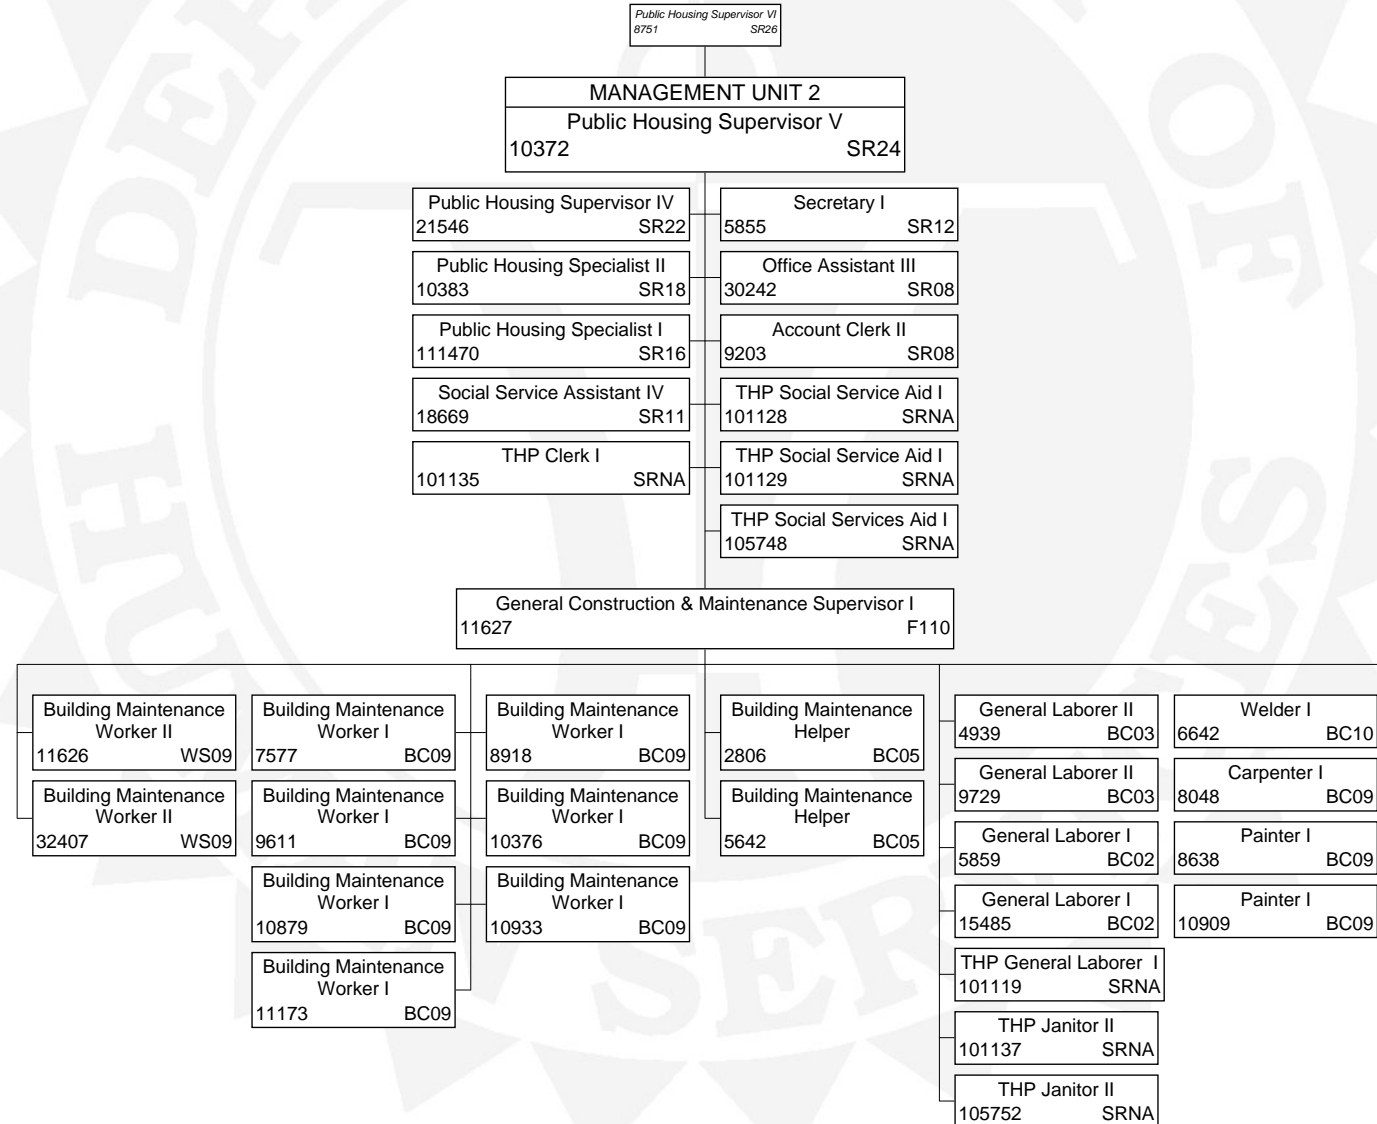 Public Housing Supervisor VI
8751 SR26
MANAGEMENT UNIT 2
Public Housing Supervisor V
10372 SR24
Public Housing Supervisor IV
21546 SR22
Secretary I
5855 SR12
Public Housing Specialist II
10383 SR18
Office Assistant III
30242 SR08
Public Housing Specialist I
111470 SR16
Account Clerk II
9203 SR08
Social Service Assistant IV
18669 SR11
THP Social Service Aid I
101128 SRNA
THP Clerk I
101135 SRNA
THP Social Service Aid I
101129 SRNA
THP Social Services Aid I
105748 SRNA
General Construction & Maintenance Supervisor I
11627 F110
Building Maintenance
Worker II
11626 WS09
Building Maintenance
Worker II
32407 WS09
Building Maintenance
Worker I
7577 BC09
Building Maintenance
Worker I
9611 BC09
Building Maintenance
Worker I
10879 BC09
Building Maintenance
Worker I
11173 BC09
Building Maintenance
Worker I
8918 BC09
Building Maintenance
Worker I
10376 BC09
Building Maintenance
Worker I
10933 BC09
Building Maintenance
Helper
2806 BC05
Building Maintenance
Helper
5642 BC05
General Laborer II
4939 BC03
General Laborer II
9729 BC03
General Laborer I
5859 BC02
General Laborer I
15485 BC02
THP General Laborer I
101119 SRNA
THP Janitor II
101137 SRNA
THP Janitor II
105752 SRNA
Welder I
6642 BC10
Carpenter I
8048 BC09
Painter I
8638 BC09
Painter I
10909 BC09